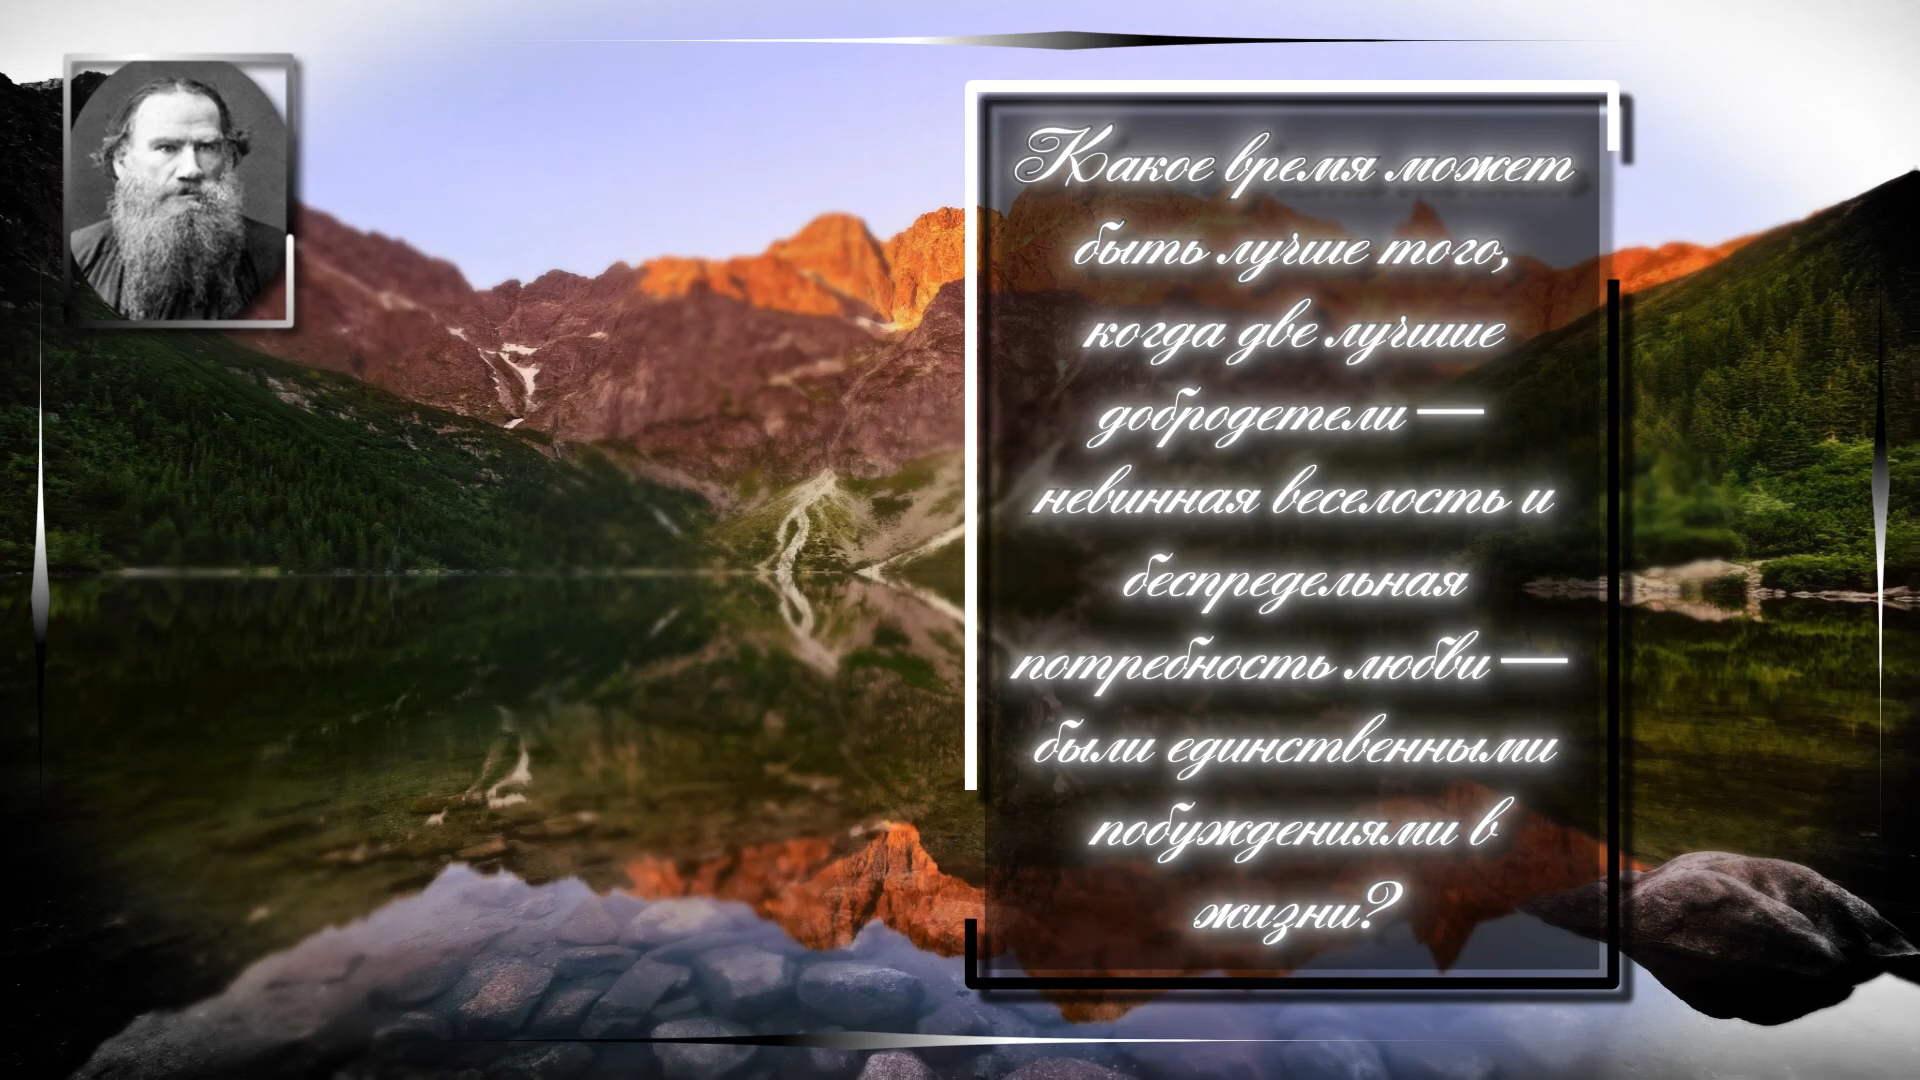 Какое время может
быть лучше того,
когда две лучшие
добродетели —
невинная веселость и
беспредельная
потребность любви —
были единственными
побуждениями в
жизни?